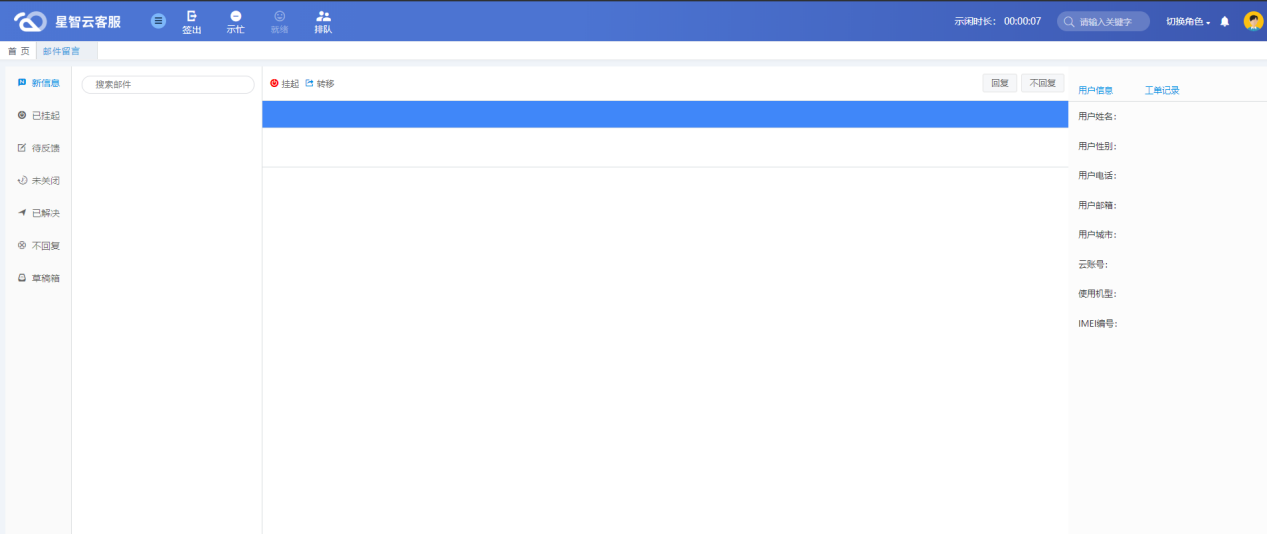 星智云客服
签出
示忙
就绪
排队
示闲时长： 00:00:07
请输入关键字
切换角色
首 页
邮件留言
新信息
已挂起
待反馈
未关闭
已解决
不回复
草稿箱
搜索邮件
挂起 转移
回复 不回复
用户信息 工单记录
用户姓名：
用户性别：
用户电话：
用户邮箱：
用户城市：
云账号：
使用机型：
IMEI编号：